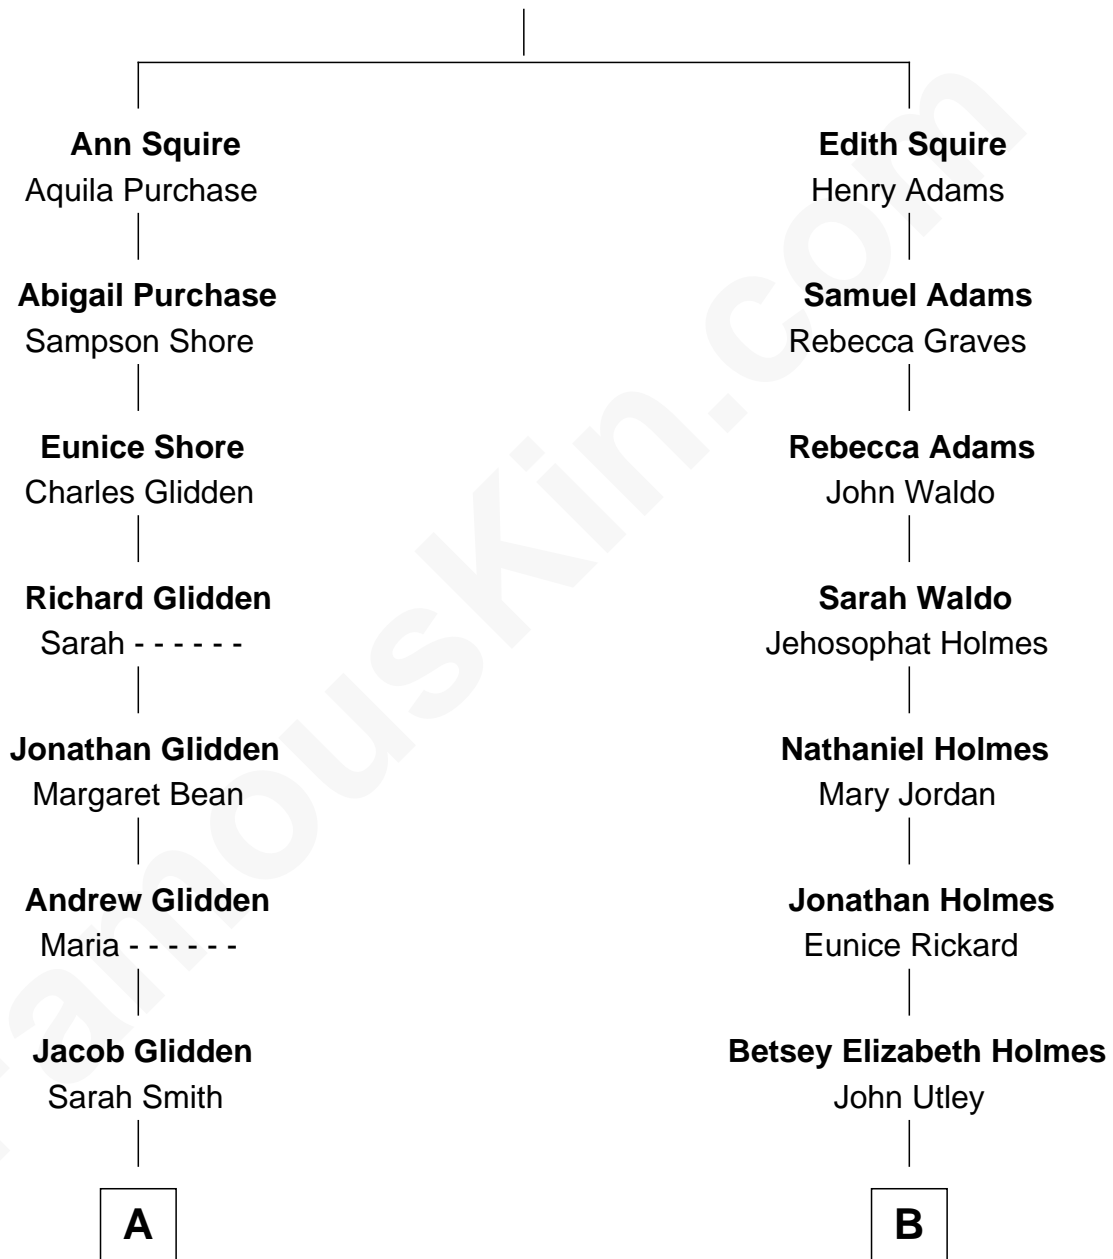 Ann Squire
Aquila Purchase
Abigail Purchase
Sampson Shore
Eunice Shore
Charles Glidden
Richard Glidden
Sarah - - - - - -
Jonathan Glidden
Margaret Bean
Andrew Glidden
Maria - - - - - -
Jacob Glidden
Sarah Smith
A
Edith Squire
Henry Adams
Samuel Adams
Rebecca Graves
Rebecca Adams
John Waldo
Sarah Waldo
Jehosophat Holmes
Nathaniel Holmes
Mary Jordan
Jonathan Holmes
Eunice Rickard
Betsey Elizabeth Holmes
John Utley
B
FamousKin.com